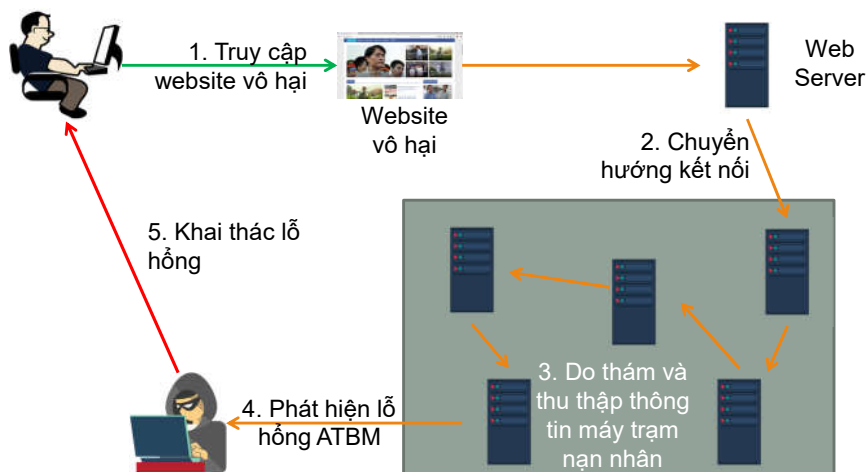 1. Truy cập
website vô hại
Website
vô hại
Web
Server
2. Chuyển
hướng kết nối
3. Do thám và
thu thập thông
tin máy trạm
nạn nhân
4. Phát hiện lỗ
hổng ATBM
5. Khai thác lỗ
hổng